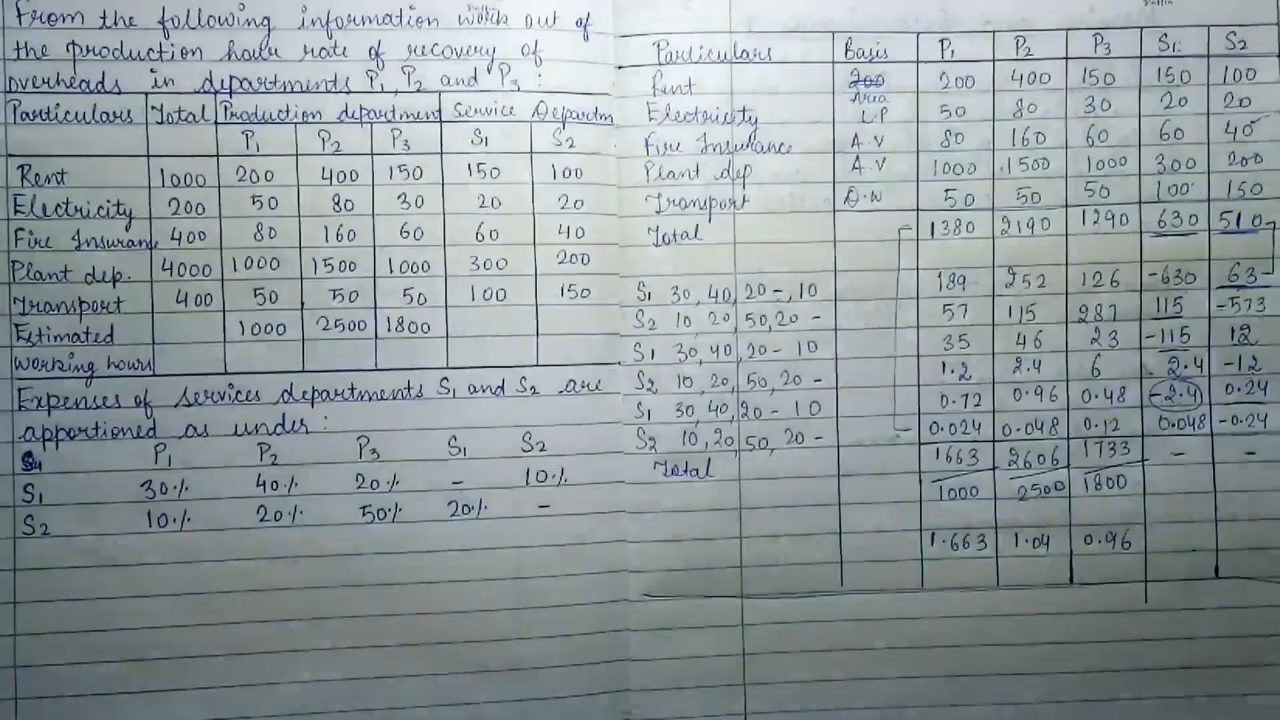 From the following information work out of
the production hour rate of recovery of
overheads in departments P1, P2 and P3 :
Particulars Total Production department Service Departm
P1 P2 P3 S1 S2
Rent 1000 200 400 150 150 100
Electricity 200 50 80 30 20 20
Fire Insuran 400 80 160 60 60 40
Plant dep. 4000 1000 1500 1000 300 200
Transport 400 50 50 50 100 150
Estimated 1000 2500 1800
working hours
Expenses of services departments S1 and S2 are
apportioned as under :
P1 P2 P3 S1 S2
S1 30% 40% 20% - 10%
S2 10% 20% 50% 20% -
Particulars Basis P1 P2 P3 S1 S2
Rent 200 Area 200 400 150 150 100
Electricity L.P 50 80 30 20 20
Fire Insurance A.V 80 160 60 60 40
Plant dep A.V 1000 1500 1000 300 200
Transport D.W 50 50 50 100 150
Total 1380 2190 1290 630 510
S1 30, 40, 20 -, 10 189 252 126 -630 63
S2 10, 20, 50, 20 - 57 115 287 115 -573
S1 30, 40, 20 - 10 35 46 23 -115 12
S2 10, 20, 50, 20 - 1.2 2.4 6 2.4 -12
S1 30, 40, 20 - 10 0.72 0.96 0.48 -2.4 0.24
S2 10, 20, 50, 20 - 0.024 0.048 0.12 0.048 -0.24
Total 1663 2606 1733 - -
1000 2500 1800
1.663 1.04 0.96